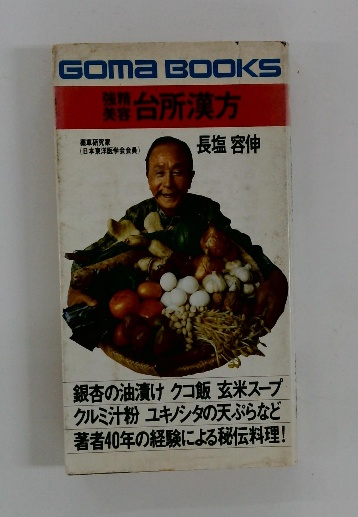 GOMA BOOKS
強精
美容
台所漢方
薬草研究家
(日本東洋医学会会員)
長塩 容伸
銀杏の油漬け クコ飯 玄米スープ
クルミ汁粉 ユキノシタの天ぷらなど
著者40年の経験による秘伝料理!